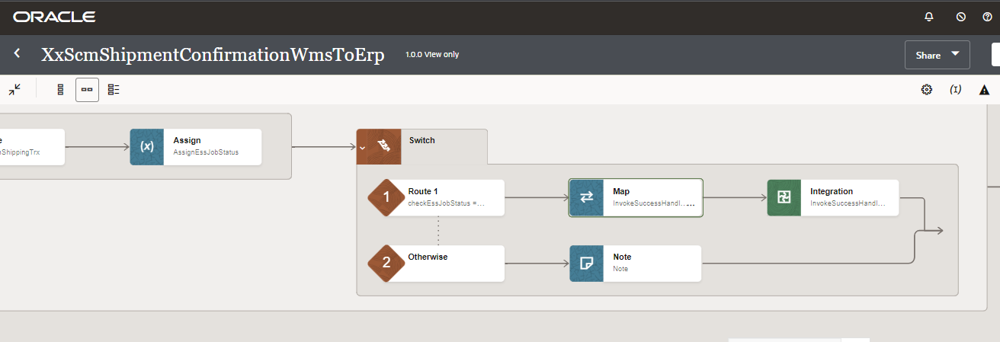 ORACLE
XxScmShipmentConfirmationWmsToErp
1.0.0 View only
Share
(I)
Assign
AssignEssJobStatus
(x)
Switch
1
Route 1
checkEssJobStatus =...
Map
InvokeSuccessHandl...…
Integration
InvokeSuccessHandl...
2
Otherwise
Note
Note